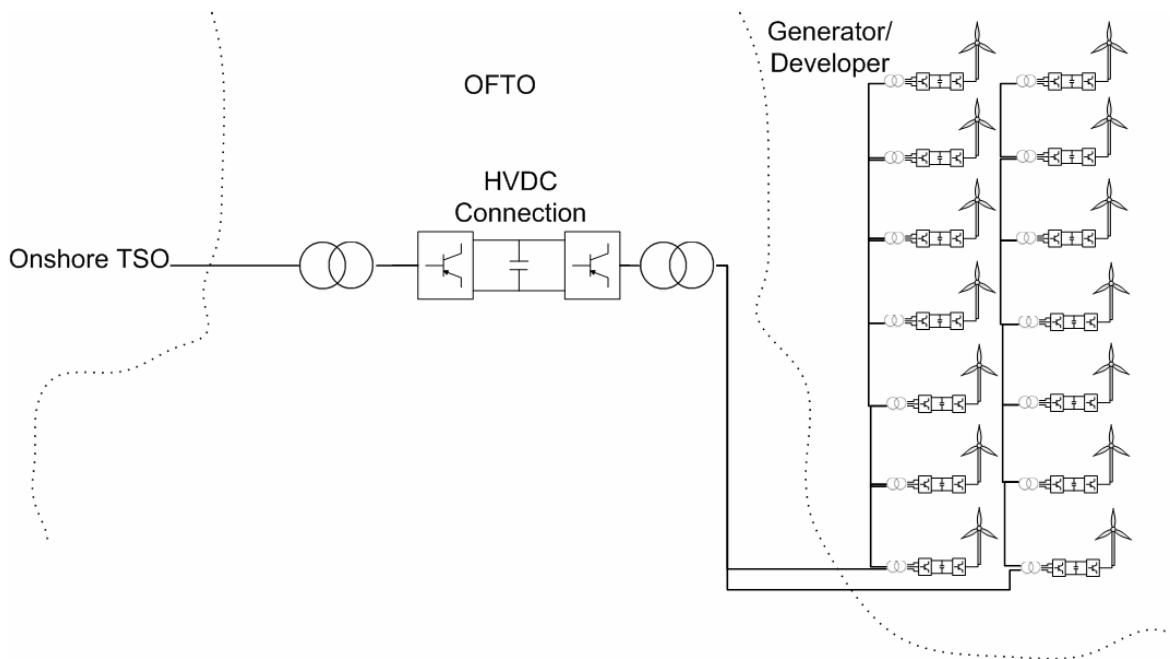 Generator/
Developer
OFTO
HVDC
Connection
Onshore TSO